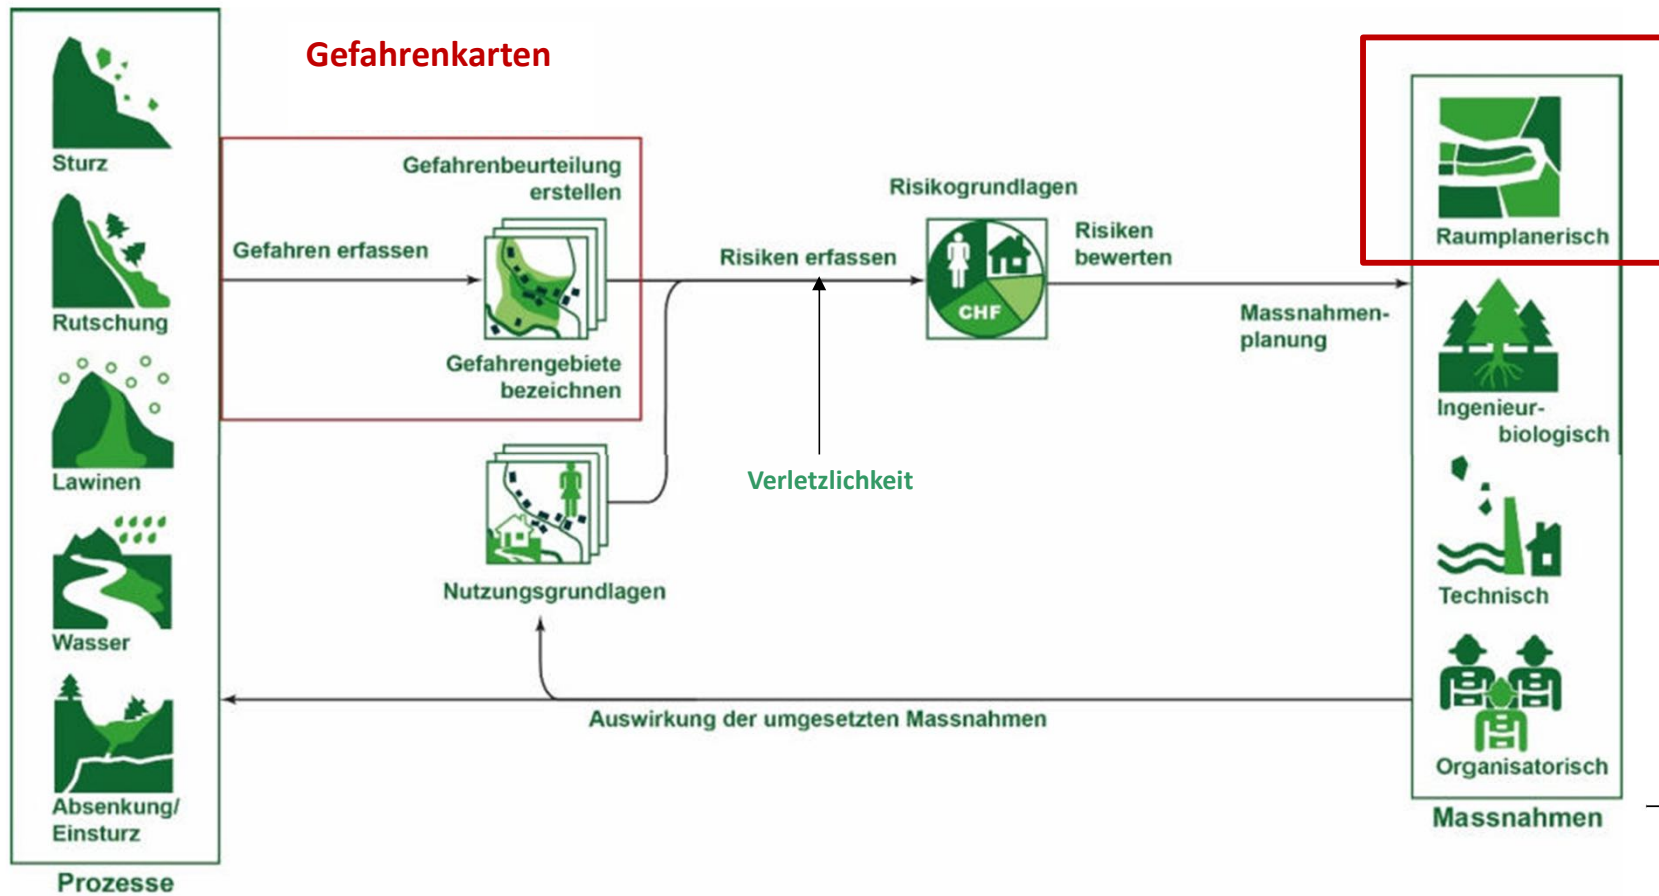 Gefahrenkarten
Sturz
Rutschung
Lawinen
Wasser
Absenkung/
Einsturz
Prozesse
Gefahren erfassen
Gefahrenbeurteilung
erstellen
Gefahrengebiete
bezeichnen
Nutzungsgrundlagen
Risiken erfassen
Verletzlichkeit
Risikogrundlagen
CHF
Risiken
bewerten
Massnahmen-
planung
Raumplanerisch
Ingenieur-
biologisch
Technisch
Organisatorisch
Massnahmen
Auswirkung der umgesetzten Massnahmen